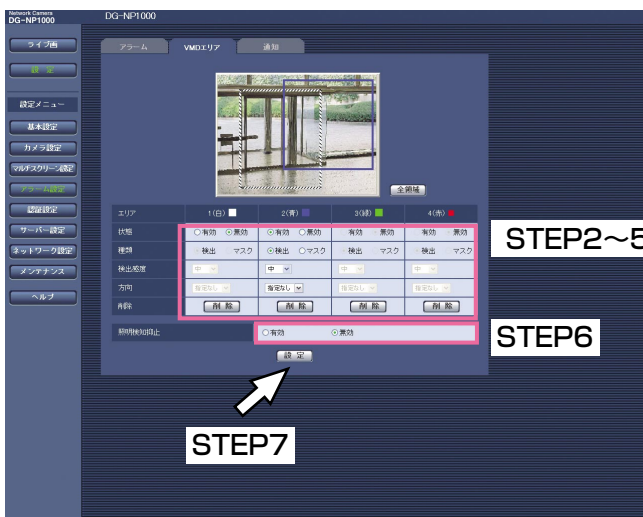 Network Camera
DG-NP1000
DG-NP1000
ライブ画
設 定
設定メニュー
基本設定
カメラ設定
マルチスクリーン設定
アラーム設定
認証設定
サーバー設定
ネットワーク設定
メンテナンス
ヘルプ
アラーム VMDエリア 通知
全領域
エリア 1(白) 2(青) 3(緑) 4(赤)
状態 有効 無効 有効 無効 有効 無効 有効 無効
種類 検出 マスク 検出 マスク 検出 マスク 検出 マスク
検出感度 中 中 中 中
方向 指定なし 指定なし 指定なし 指定なし
削除 削 除 削 除 削 除 削 除
照明検知抑止 有効 無効
設 定
STEP2〜5
STEP6
STEP7